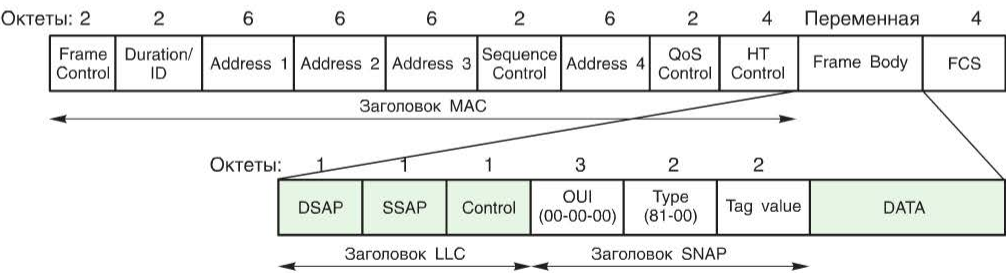 Октеты: 2 2 6 6 6 2 6 2 4 Переменная 4
Frame Control Duration/ ID Address 1 Address 2 Address 3 Sequence Control Address 4 QoS Control HT Control Frame Body FCS
Заголовок MAC
Октеты: 1 1 1 3 2 2
DSAP SSAP Control OUI (00-00-00) Type (81-00) Tag value DATA
Заголовок LLC Заголовок SNAP